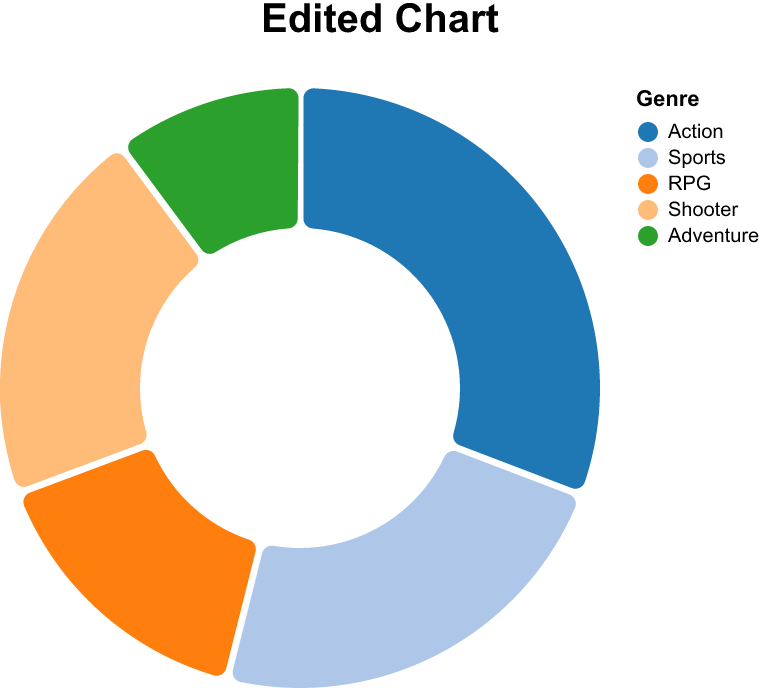 Edited Chart
Genre
Action
Sports
RPG
Shooter
Adventure